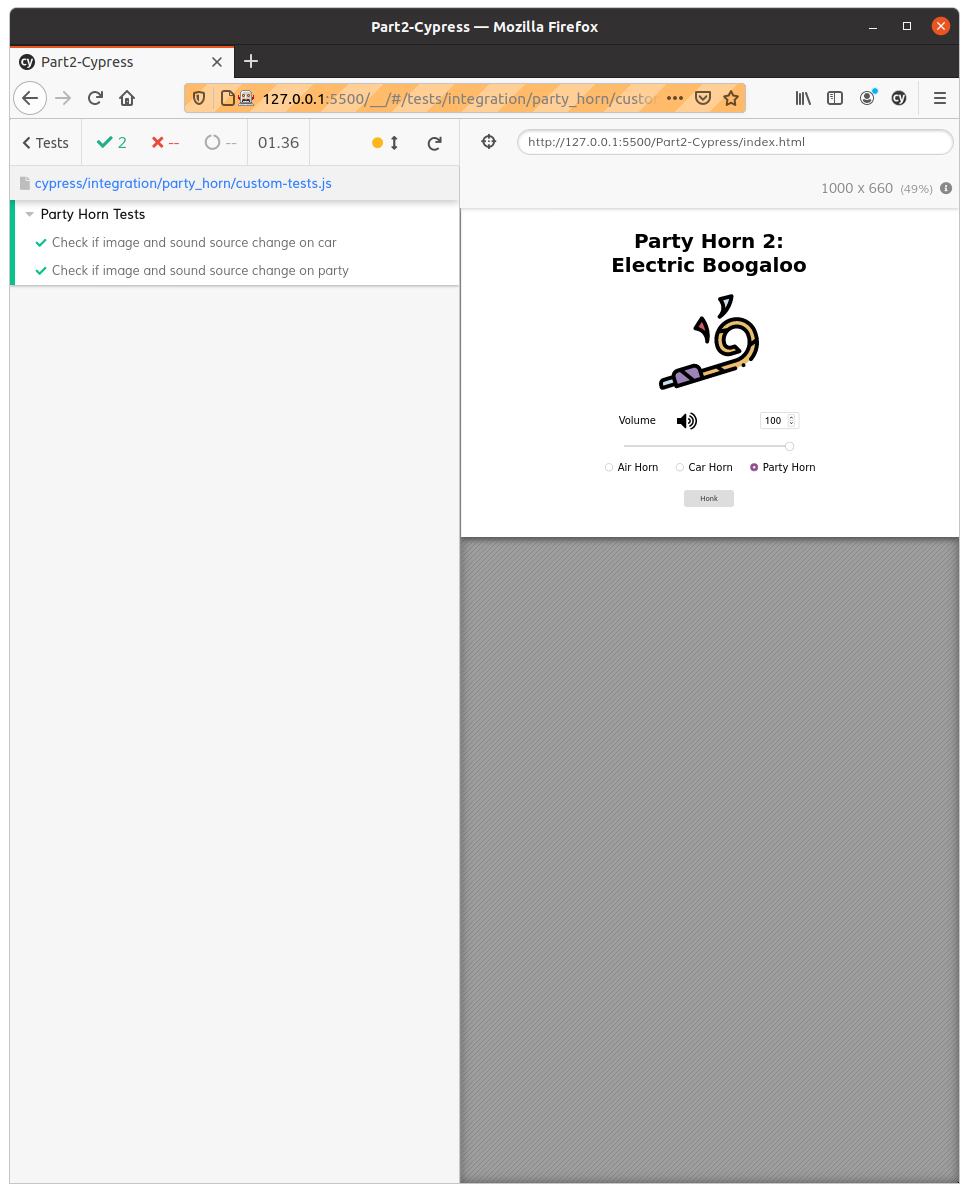 Part2-Cypress — Mozilla Firefox
cy Part2-Cypress
127.0.0.1:5500/__/#/tests/integration/party_horn/custo
cy
Tests 2 -- -- 01.36
http://127.0.0.1:5500/Part2-Cypress/index.html
1000 x 660 (49%)
cypress/integration/party_horn/custom-tests.js
Party Horn Tests
Check if image and sound source change on car
Check if image and sound source change on party
Party Horn 2:
Electric Boogaloo
Volume 100
Air Horn Car Horn Party Horn
Honk